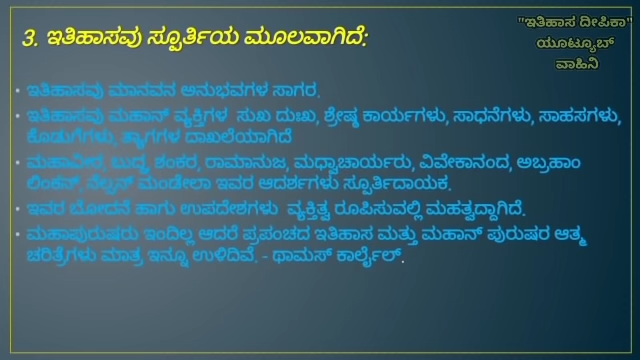 3. ಇತಿಹಾಸವು ಸ್ಪೂರ್ತಿಯ ಮೂಲವಾಗಿದೆ:
"ಇತಿಹಾಸ ದೀಪಿಕಾ"
ಯೂಟ್ಯೂಬ್
ವಾಹಿನಿ
• ಇತಿಹಾಸವು ಮಾನವನ ಅನುಭವಗಳ ಸಾಗರ.
• ಇತಿಹಾಸವು ಮಹಾನ್ ವ್ಯಕ್ತಿಗಳ ಸುಖ ದುಃಖ, ಶ್ರೇಷ್ಠ ಕಾರ್ಯಗಳು, ಸಾಧನೆಗಳು, ಸಾಹಸಗಳು,
ಕೊಡುಗೆಗಳು, ತ್ಯಾಗಗಳ ದಾಖಲೆಯಾಗಿದೆ
• ಮಹಾವೀರ, ಬುದ್ಧ, ಶಂಕರ, ರಾಮಾನುಜ, ಮಧ್ವಾಚಾರ್ಯರು, ವಿವೇಕಾನಂದ, ಅಬ್ರಹಾಂ
ಲಿಂಕನ್, ನೆಲ್ಸನ್ ಮಂಡೇಲಾ ಇವರ ಆದರ್ಶಗಳು ಸ್ಪೂರ್ತಿದಾಯಕ.
• ಇವರ ಬೋದನೆ ಹಾಗು ಉಪದೇಶಗಳು ವ್ಯಕ್ತಿತ್ವ ರೂಪಿಸುವಲ್ಲಿ ಮಹತ್ವದ್ದಾಗಿದೆ.
• ಮಹಾಪುರುಷರು ಇಂದಿಲ್ಲ ಆದರೆ ಪ್ರಪಂಚದ ಇತಿಹಾಸ ಮತ್ತು ಮಹಾನ್ ಪುರುಷರ ಆತ್ಮ
ಚರಿತ್ರೆಗಳು ಮಾತ್ರ ಇನ್ನೂ ಉಳಿದಿವೆ. - ಥಾಮಸ್ ಕಾರ್ಲೈಲ್.